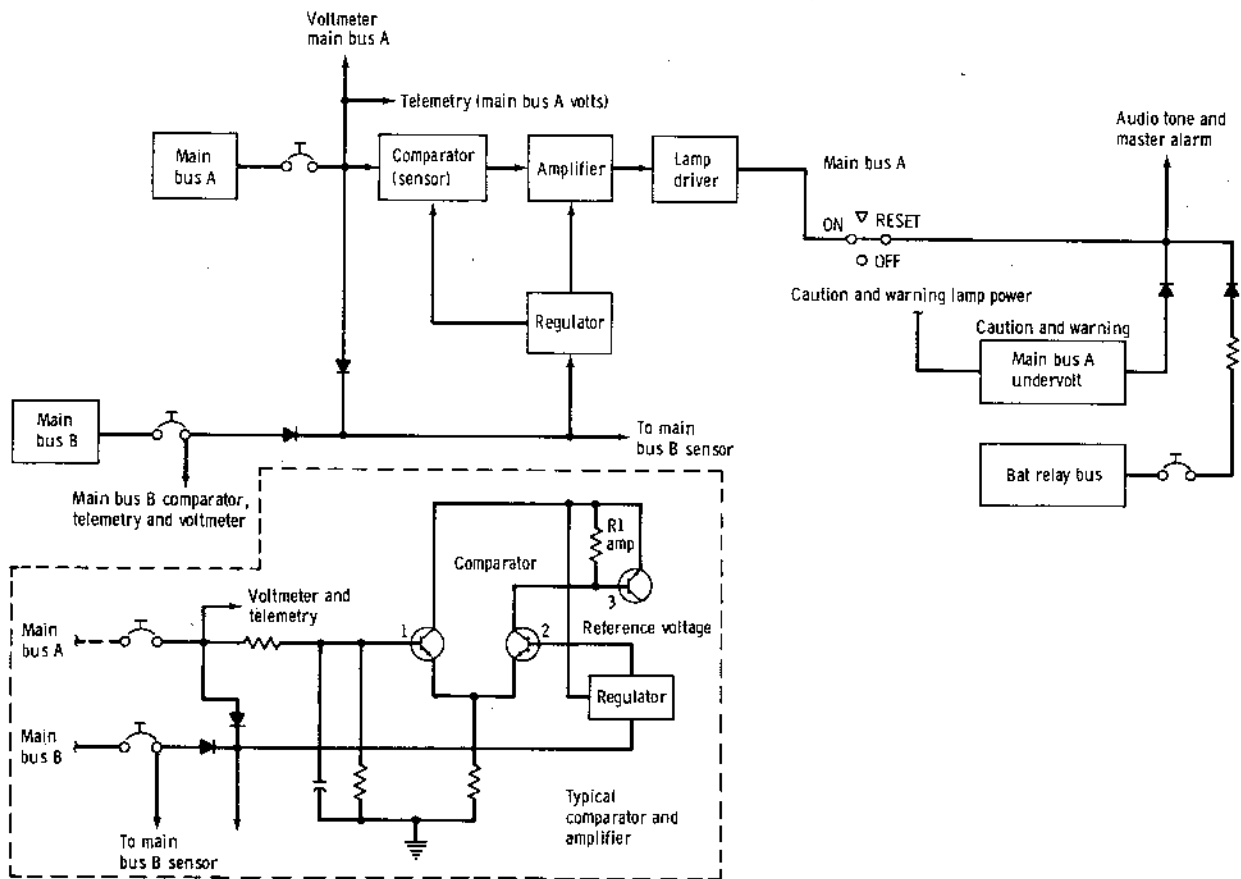 Voltmeter
main bus A
Telemetry (main bus A volts)
Audio tone and
master alarm
Main
bus A
Comparator
(sensor)
Amplifier
Lamp
driver
Main bus A
ON
RESET
OFF
Caution and warning lamp power
Regulator
Caution and warning
Main bus A
undervolt
Main
bus B
To main
bus B sensor
Bat relay bus
Main bus B comparator,
telemetry and voltmeter
R1
amp
Comparator
3
Voltmeter and
telemetry
Main
bus A
1
2
Reference voltage
Regulator
Main
bus B
Typical
comparator and
amplifier
To main
bus B sensor